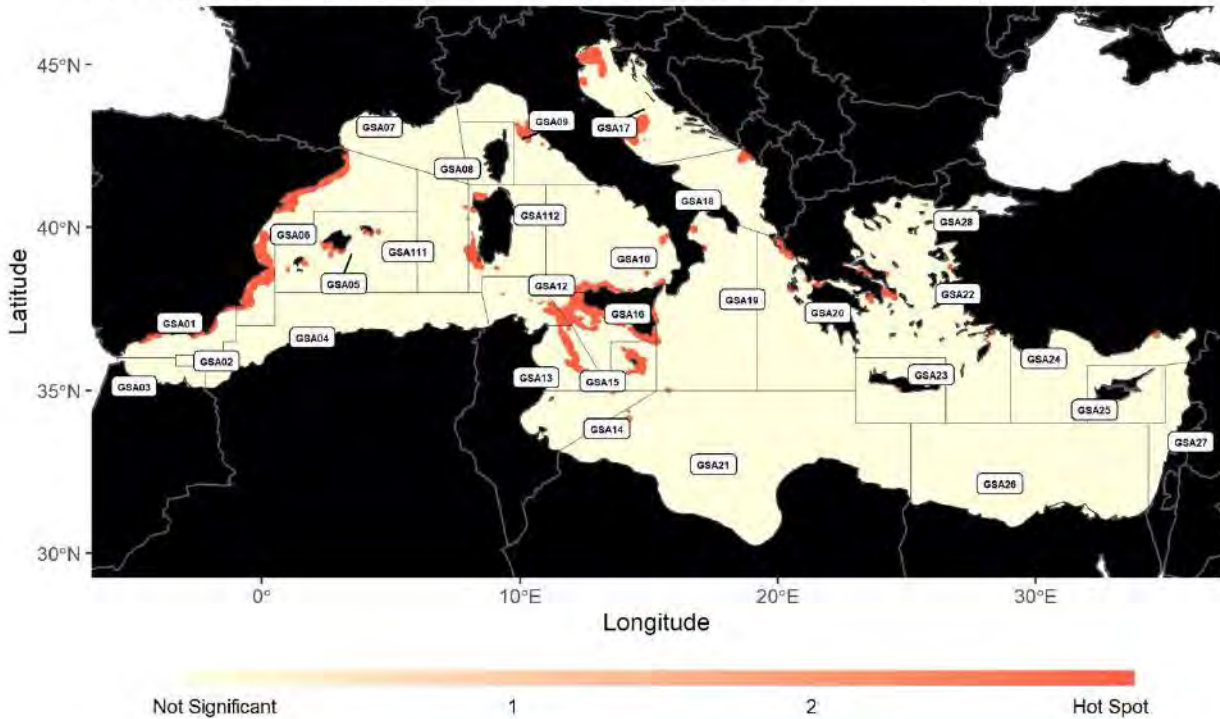 45°N
40°N
35°N
30°N
Latitude
GSA07
GSA09
GSA17
GSA08
GSA112
GSA18
GSA28
GSA06
GSA111
GSA10
GSA05
GSA12
GSA19
GSA22
GSA16
GSA20
GSA01
GSA04
GSA02
GSA24
GSA03
GSA13
GSA15
GSA23
GSA25
GSA14
GSA27
GSA21
GSA26
0° 10°E 20°E 30°E
Longitude
Not Significant 1 2 Hot Spot